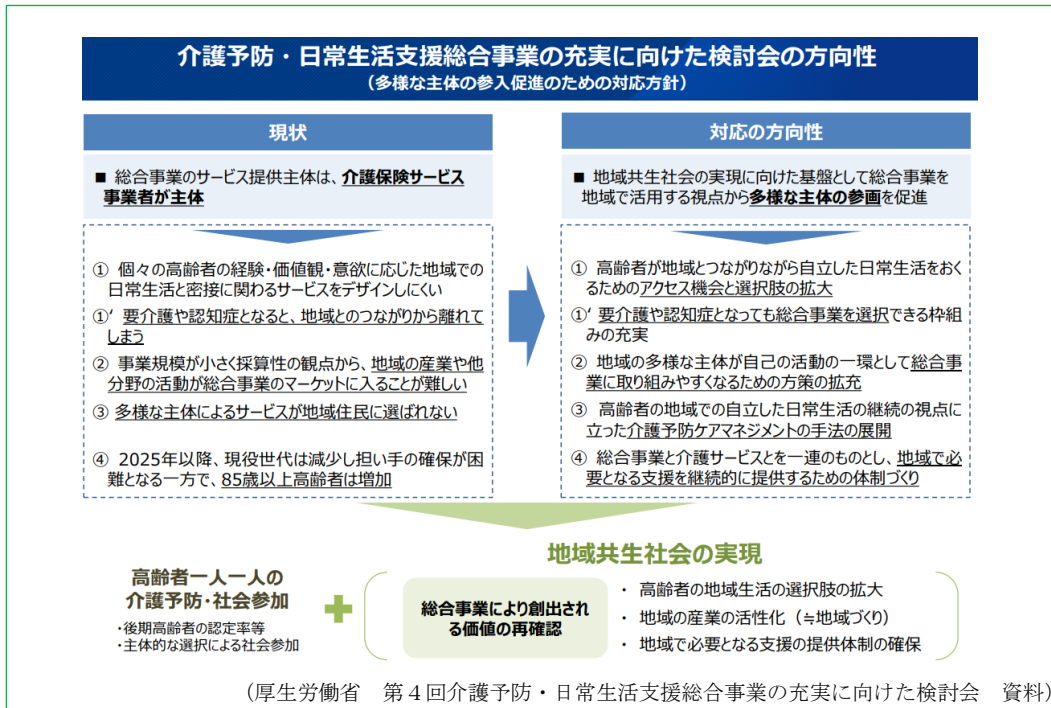 介護予防・日常生活支援総合事業の充実に向けた検討会の方向性
（多様な主体の参入促進のための対応方針）
現状
■ 総合事業のサービス提供主体は、介護保険サービス
事業者が主体
① 個々の高齢者の経験・価値観・意欲に応じた地域での
日常生活と密接に関わるサービスをデザインしにくい
①’ 要介護や認知症となると、地域とのつながりから離れて
しまう
② 事業規模が小さく採算性の観点から、地域の産業や他
分野の活動が総合事業のマーケットに入ることが難しい
③ 多様な主体によるサービスが地域住民に選ばれない
④ 2025年以降、現役世代は減少し担い手の確保が困
難となる一方で、85歳以上高齢者は増加
対応の方向性
■ 地域共生社会の実現に向けた基盤として総合事業を
地域で活用する視点から多様な主体の参画を促進
① 高齢者が地域とつながりながら自立した日常生活をおく
るためのアクセス機会と選択肢の拡大
①’ 要介護や認知症となっても総合事業を選択できる枠組
みの充実
② 地域の多様な主体が自己の活動の一環として総合事
業に取り組みやすくなるための方策の拡充
③ 高齢者の地域での自立した日常生活の継続の視点に
立った介護予防ケアマネジメントの手法の展開
④ 総合事業と介護サービスとを一連のものとし、地域で必
要となる支援を継続的に提供するための体制づくり
地域共生社会の実現
高齢者一人一人の
介護予防・社会参加
・後期高齢者の認定率等
・主体的な選択による社会参加
総合事業により創出され
る価値の再確認
・ 高齢者の地域生活の選択肢の拡大
・ 地域の産業の活性化（≒地域づくり）
・ 地域で必要となる支援の提供体制の確保
（厚生労働省　第４回介護予防・日常生活支援総合事業の充実に向けた検討会　資料）